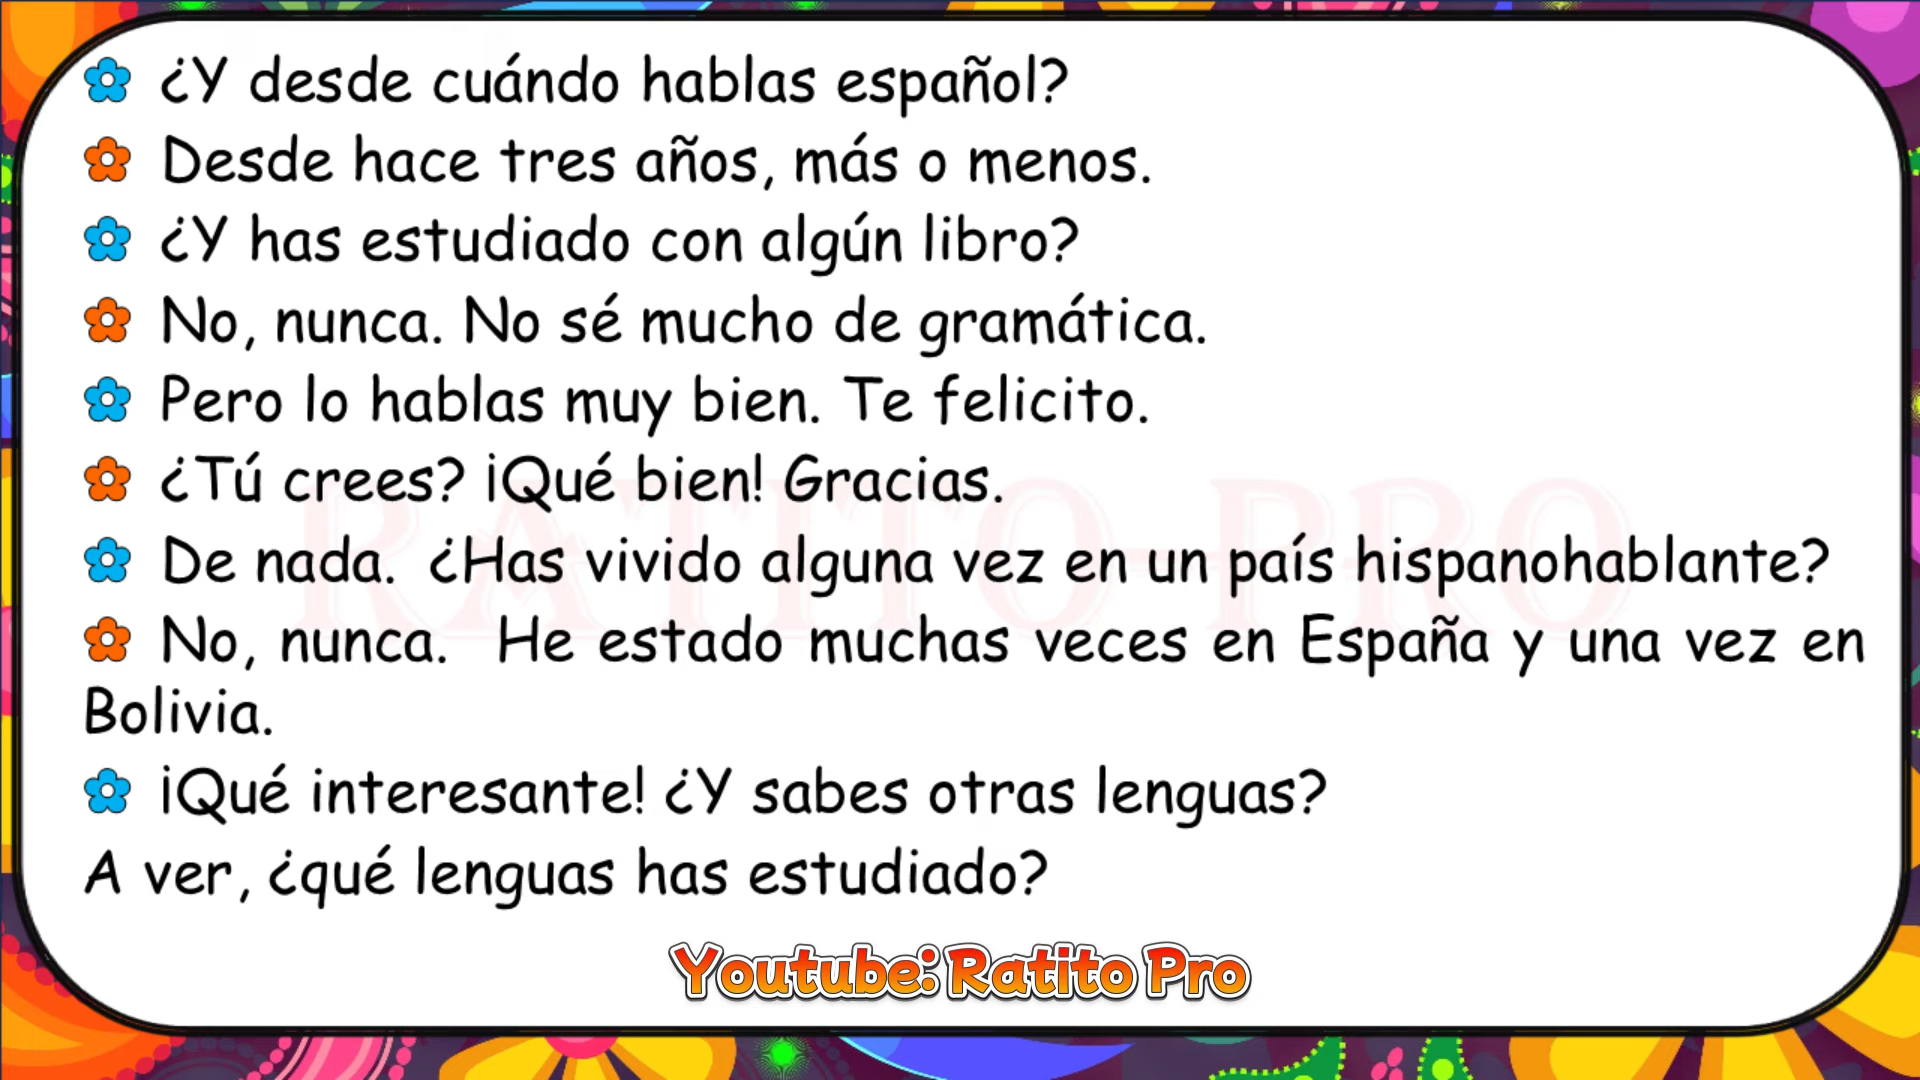 ¿Y desde cuándo hablas español?
Desde hace tres años, más o menos.
¿Y has estudiado con algún libro?
No, nunca. No sé mucho de gramática.
Pero lo hablas muy bien. Te felicito.
¿Tú crees? ¡Qué bien! Gracias.
RATITO PRO
De nada. ¿Has vivido alguna vez en un país hispanohablante?
No, nunca. He estado muchas veces en España y una vez en
Bolivia.
¡Qué interesante! ¿Y sabes otras lenguas?
A ver, ¿qué lenguas has estudiado?
Youtube: Ratito Pro